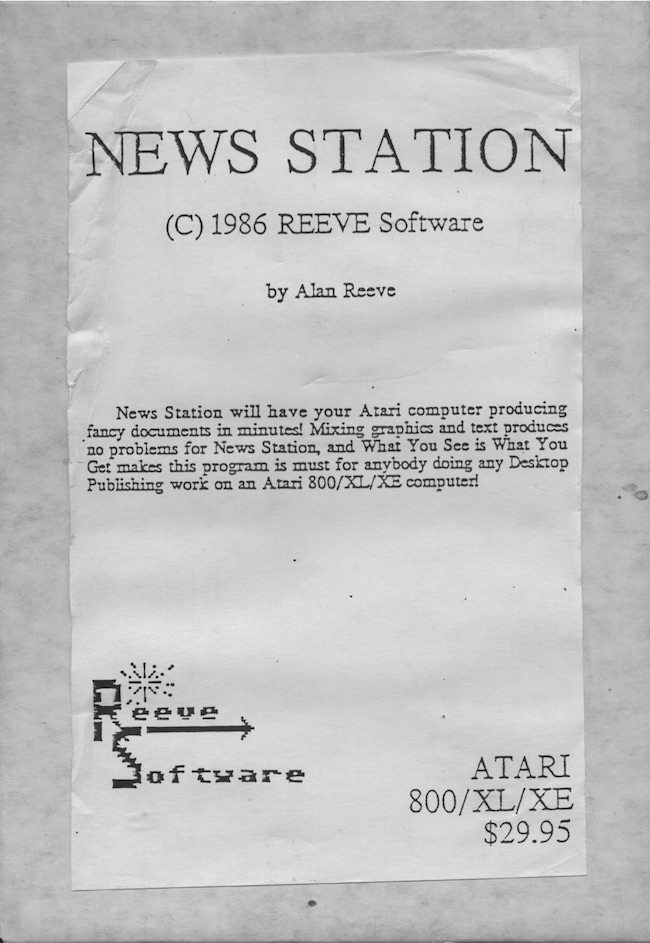 NEWS STATION
(C) 1986 REEVE Software
by Alan Reeve
News Station will have your Atari computer producing
fancy documents in minutes! Mixing graphics and text produces
no problems for News Station, and What You See is What You
Get makes this program is must for anybody doing any Desktop
Publishing work on an Atari 800/XL/XE computer!
Reeve
Software
ATARI
800/XL/XE
$29.95